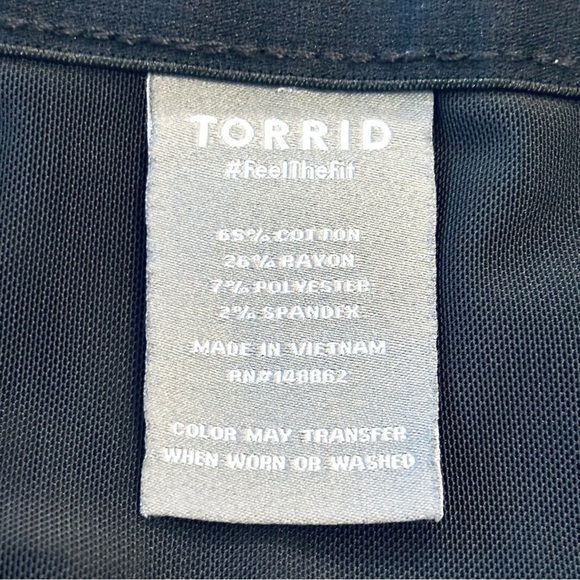 TORRID
#FeelTheFit
65% COTTON
26% RAYON
7% POLYESTER
2% SPANDEX
MADE IN VIETNAM
RN#148862
COLOR MAY TRANSFER
WHEN WORN OR WASHED